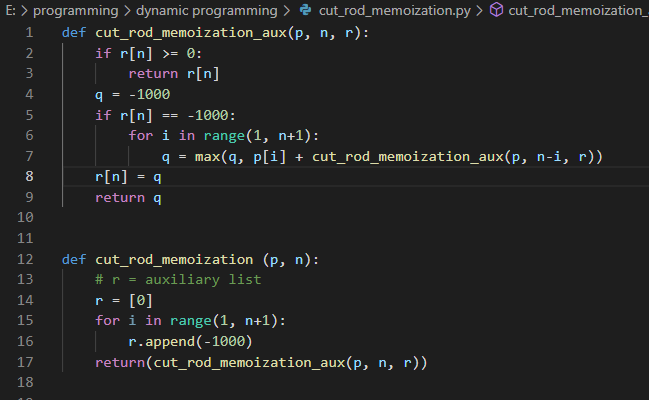 E: > programming > dynamic programming > cut_rod_memoization.py > cut_rod_memoization_
1 def cut_rod_memoization_aux(p, n, r):
2     if r[n] >= 0:
3         return r[n]
4     q = -1000
5     if r[n] == -1000:
6         for i in range(1, n+1):
7             q = max(q, p[i] + cut_rod_memoization_aux(p, n-i, r))
8     r[n] = q
9     return q
10
11
12 def cut_rod_memoization (p, n):
13     # r = auxiliary list
14     r = [0]
15     for i in range(1, n+1):
16         r.append(-1000)
17     return(cut_rod_memoization_aux(p, n, r))
18